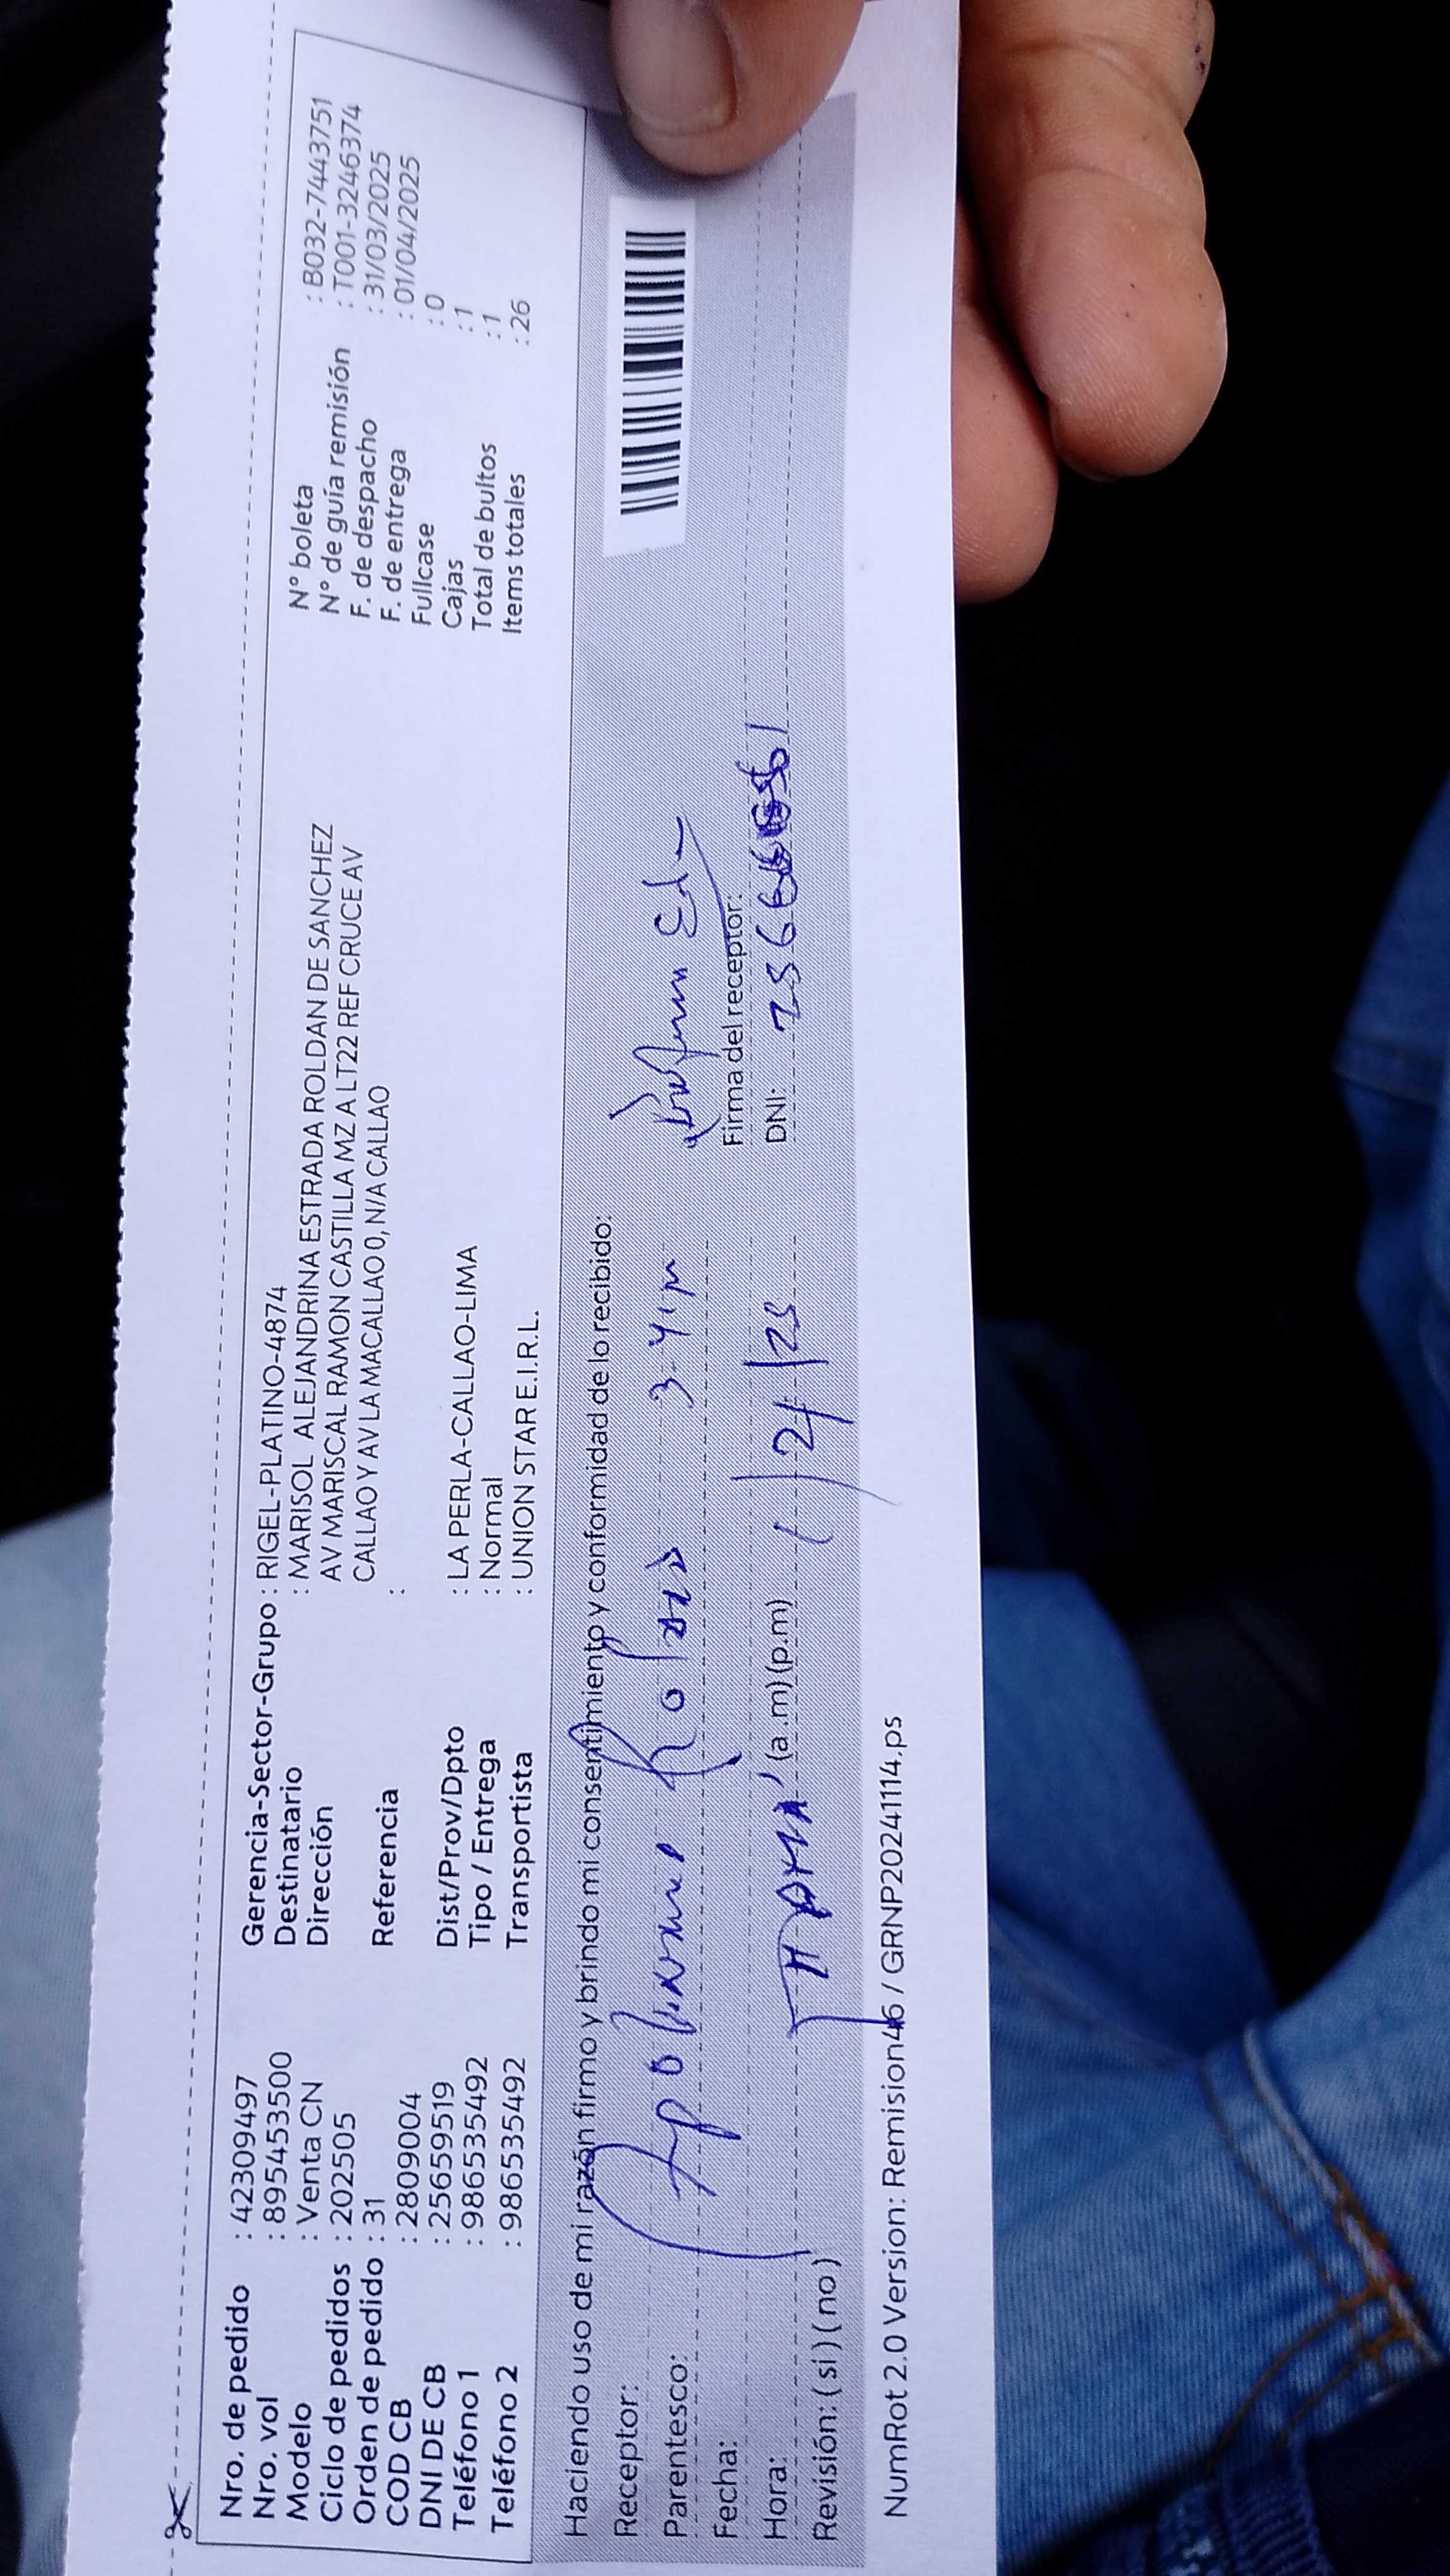 Nro. de pedido : 42309497
Nro. vol : 895453500
Modelo : Venta CN
Ciclo de pedidos : 202505
Orden de pedido : 31
COD CB : 2809004
DNI DE CB : 25659519
Teléfono 1 : 986535492
Teléfono 2 : 986535492
Gerencia-Sector-Grupo : RIGEL-PLATINO-4874
Destinatario : MARISOL ALEJANDRINA ESTRADA ROLDAN DE SANCHEZ
Dirección AV MARISCAL RAMON CASTILLA MZ A LT22 REF CRUCE AV
CALLAO Y AV LA MACALLAO 0, N/A CALLAO
Referencia :
Dist/Prov/Dpto : LA PERLA-CALLAO-LIMA
Tipo / Entrega : Normal
Transportista : UNION STAR E.I.R.L.
N° boleta : B032-7443751
N° de guía remisión : T001-3246374
F. de despacho : 31/03/2025
F. de entrega : 01/04/2025
Fullcase : 0
Cajas : 1
Total de bultos : 1
Items totales : 26
Haciendo uso de mi razón firmo y brindo mi consentimiento y conformidad de lo recibido:
Receptor:
Parentesco:
Fecha:
Firma del receptor:
Hora: (a.m) (p.m)
DNI:
Revisión: ( si ) ( no )
NumRot 2.0 Version: Remision46 / GRNP20241114.ps